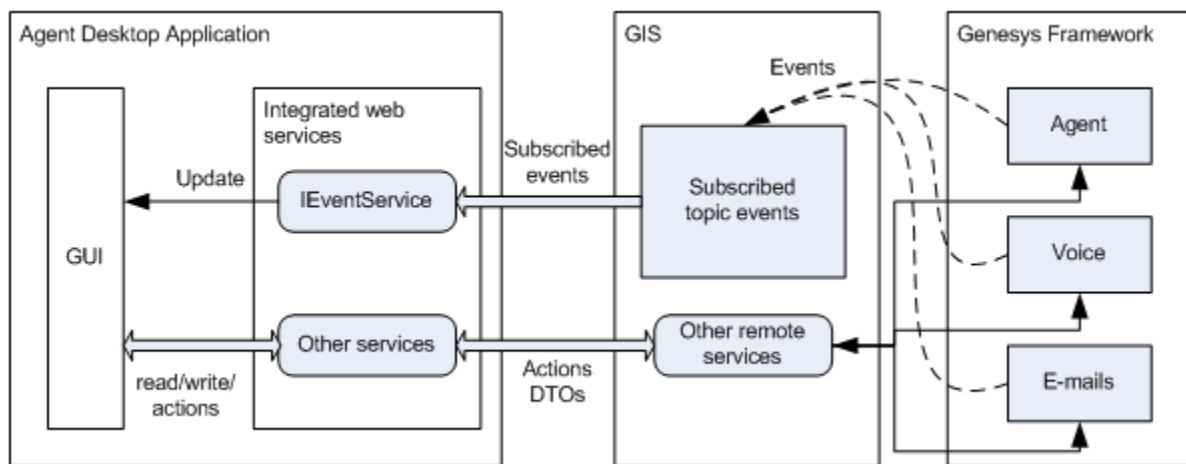 Agent Desktop Application
GIS
Genesys Framework
Events
Integrated web
services
Agent
Subscribed
events
Update
IEventService
Subscribed
topic events
GUI
Voice
Other services
Other remote
services
read/write/
actions
Actions
DTOs
E-mails